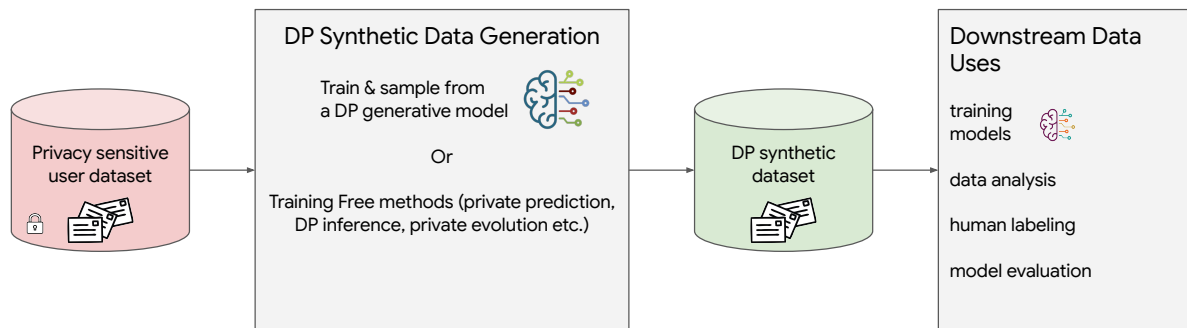 Privacy sensitive
user dataset
DP Synthetic Data Generation
Train & sample from
a DP generative model
Or
Training Free methods (private prediction,
DP inference, private evolution etc.)
DP synthetic
dataset
Downstream Data
Uses
training
models
data analysis
human labeling
model evaluation